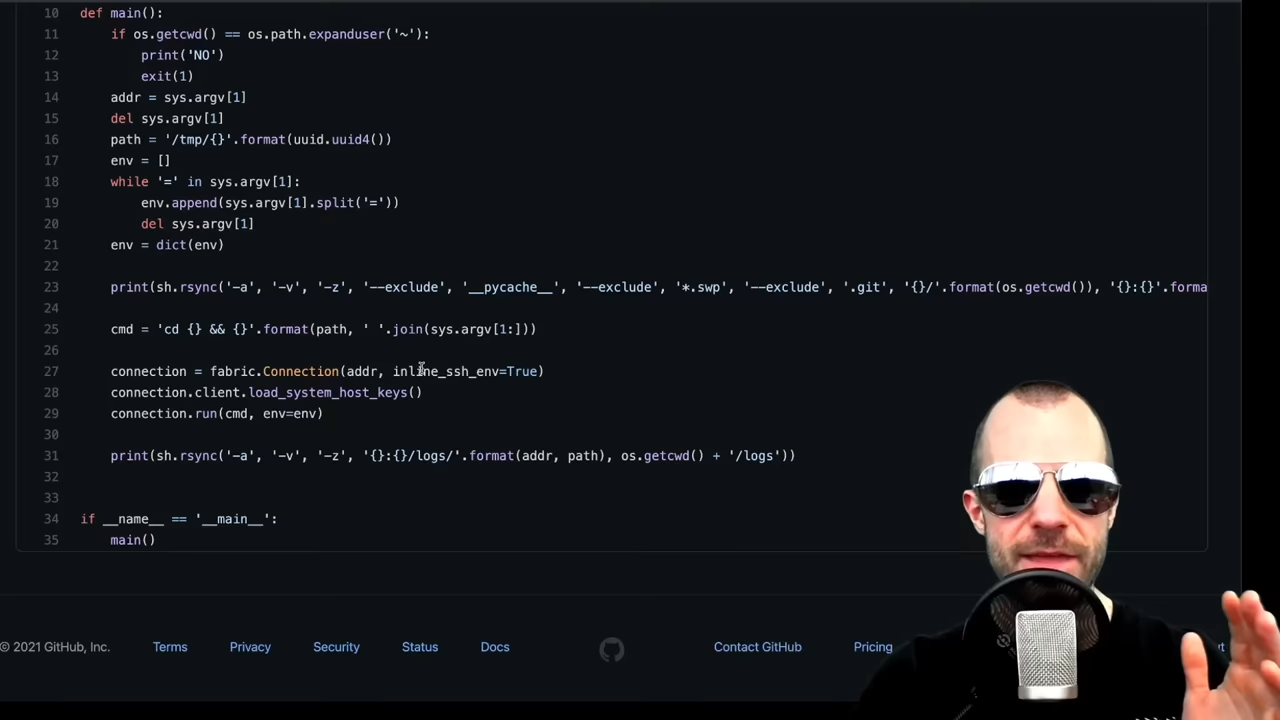 10 def main():
11 if os.getcwd() == os.path.expanduser('~'):
12 print('NO')
13 exit(1)
14 addr = sys.argv[1]
15 del sys.argv[1]
16 path = '/tmp/{}'.format(uuid.uuid4())
17 env = []
18 while '=' in sys.argv[1]:
19 env.append(sys.argv[1].split('='))
20 del sys.argv[1]
21 env = dict(env)
22
23 print(sh.rsync('-a', '-v', '-z', '--exclude', '__pycache__', '--exclude', '*.swp', '--exclude', '.git', '{}/'.format(os.getcwd()), '{}:{}'.forma
24
25 cmd = 'cd {} && {}'.format(path, ' '.join(sys.argv[1:]))
26
27 connection = fabric.Connection(addr, inline_ssh_env=True)
28 connection.client.load_system_host_keys()
29 connection.run(cmd, env=env)
30
31 print(sh.rsync('-a', '-v', '-z', '{}:{}/logs/'.format(addr, path), os.getcwd() + '/logs'))
32
33
34 if __name__ == '__main__':
35 main()
© 2021 GitHub, Inc. Terms Privacy Security Status Docs Contact GitHub Pricing